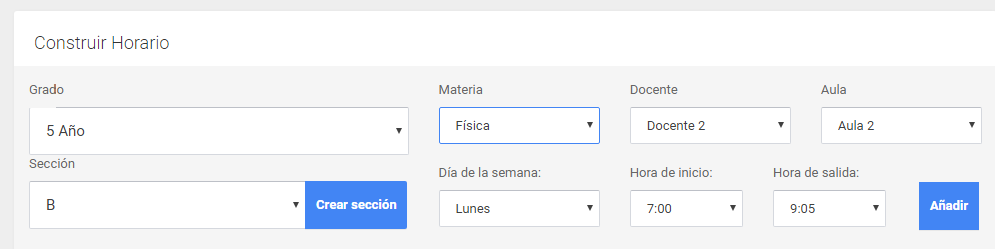 Construir Horario
Grado
5 Año
Sección
B
Crear sección
Materia
Docente
Aula
Física
Docente 2
Aula 2
Día de la semana:
Hora de inicio:
Hora de salida:
Lunes
7:00
9:05
Añadir